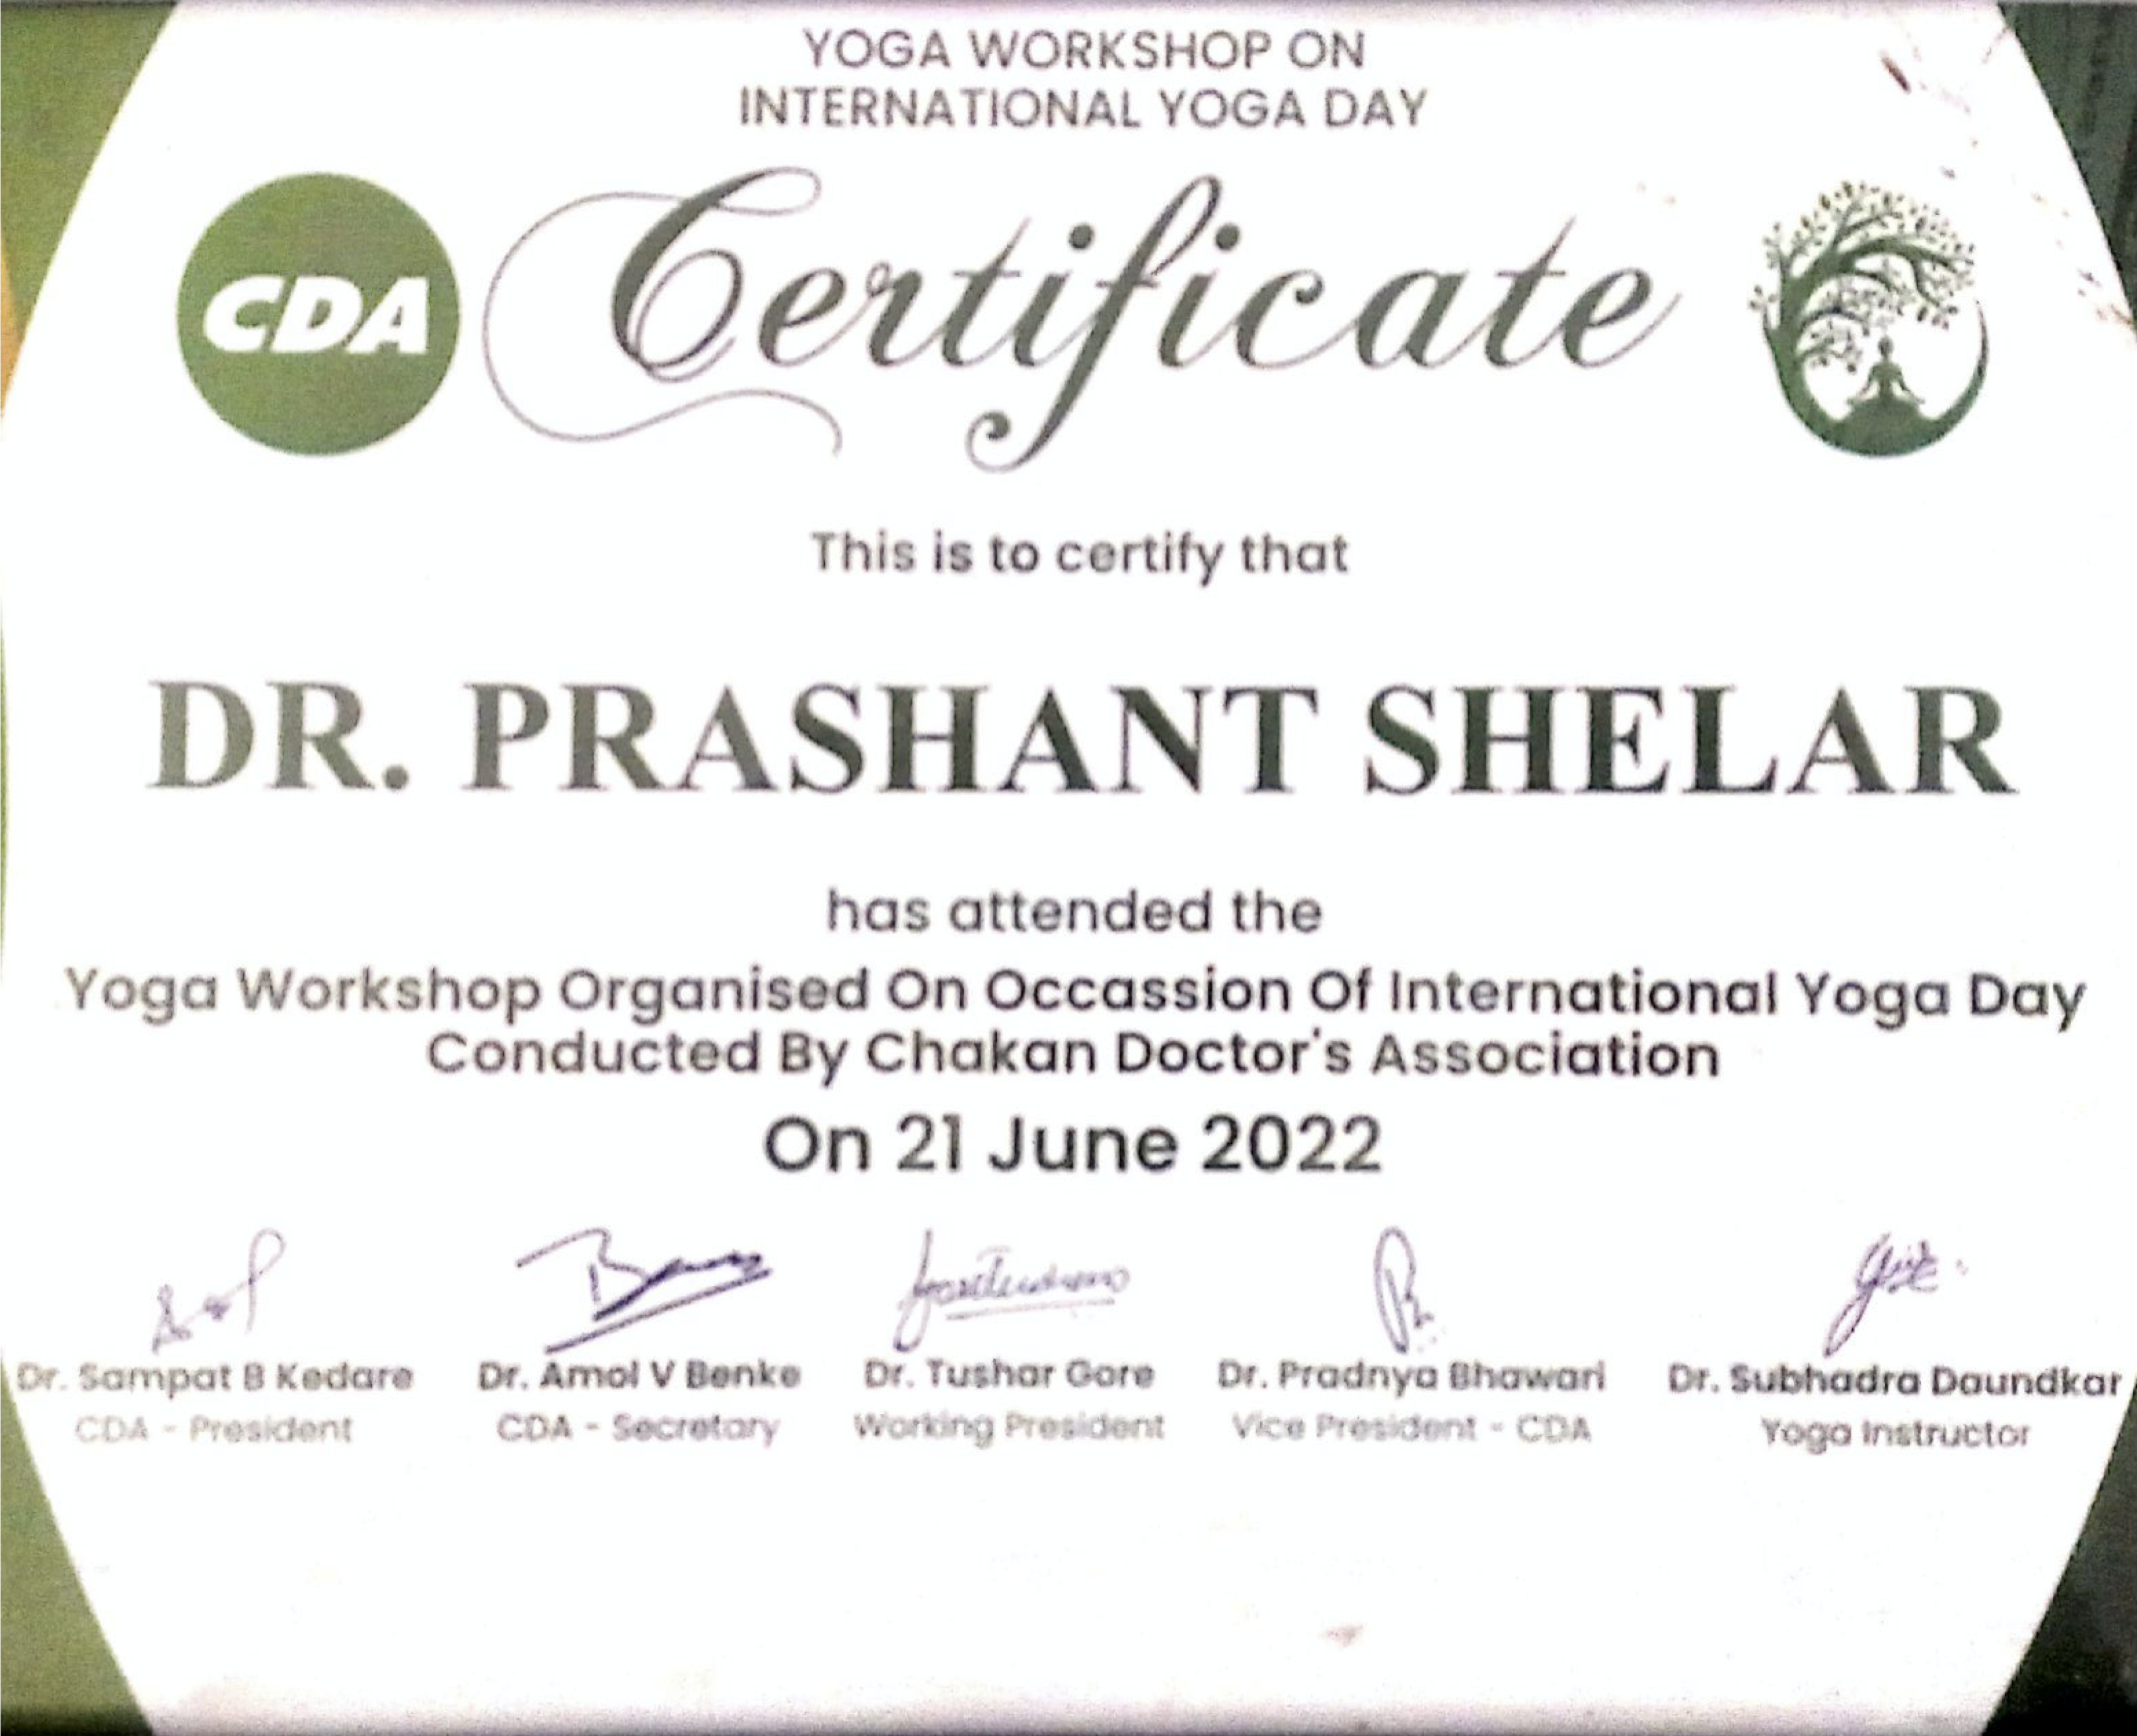 YOGA WORKSHOP ON
INTERNATIONAL YOGA DAY
CDA
Certificate
This is to certify that
DR. PRASHANT SHELAR
has attended the
Yoga Workshop Organised On Occassion Of International Yoga Day
Conducted By Chakan Doctor's Association
On 21 June 2022
Dr. Sampat B Kedare Dr. Amol V Benke Dr. Tushar Gore Dr. Pradnya Bhawari Dr. Subhadra Daundkar
CDA - President CDA - Secretary Working President Vice President - CDA Yoga Instructor